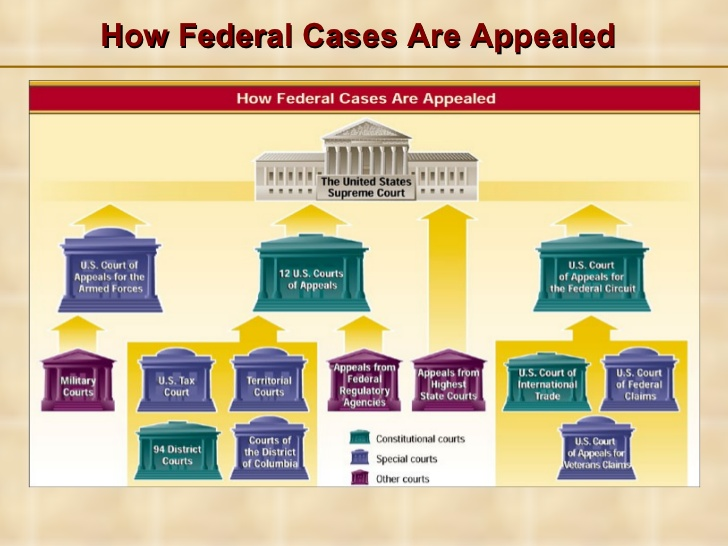 How Federal Cases Are Appealed
How Federal Cases Are Appealed
The United States
Supreme Court
U.S. Court of
Appeals for the
Armed Forces
12 U.S. Courts
of Appeals
U.S. Court
of Appeals for
the Federal Circuit
Military
Courts
U.S. Tax
Court
Territorial
Courts
Appeals from
Federal
Regulatory
Agencies
Appeals from
Highest
State Courts
U.S. Court of
International
Trade
U.S. Court
of Federal
Claims
94 District
Courts
Courts of
the District
of Columbia
U.S. Court
of Appeals for
Veterans Claims
Constitutional courts
Special courts
Other courts